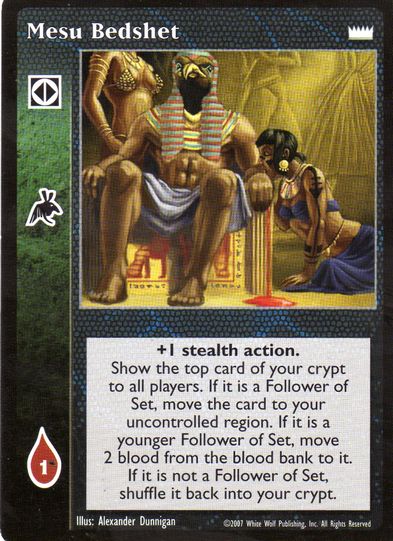 Mesu Bedshet
+1 stealth action.
Show the top card of your crypt
to all players. If it is a Follower of
Set, move the card to your
uncontrolled region. If it is a
younger Follower of Set, move
2 blood from the blood bank to it.
If it is not a Follower of Set,
shuffle it back into your crypt.
1
Illus: Alexander Dunnigan
©2007 White Wolf Publishing, Inc. All Rights Reserved